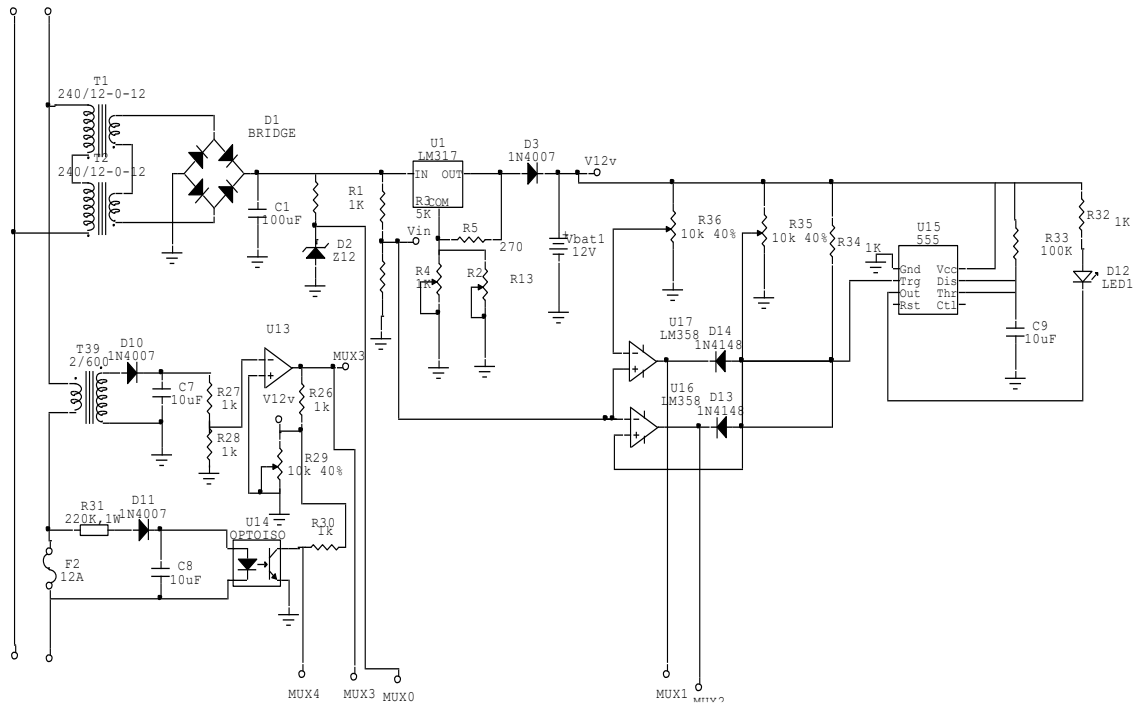 T1
240/12-0-12
T2
240/12-0-12
D1
BRIDGE
C1
100uF
R1
1K
D2
Z12
Vin
U1
LM317
IN OUT
COM
R3
5K
R5
270
R4
1K
R2
R13
D3
1N4007
V12v
Vbat1
12V
R36
10k 40%
R35
10k 40%
R34
1K
U15
555
Gnd Vcc
Trg Dis
Out Thr
Rst Ctl
R33
100K
C9
10uF
R32
1K
D12
LED1
T39
2/600
D10
1N4007
C7
10uF
R27
1k
R28
1k
U13
MUX3
V12v
R26
1k
R29
10k 40%
U17
LM358
D14
1N4148
U16
LM358
D13
1N4148
R31
220K,1W
D11
1N4007
F2
12A
C8
10uF
U14
OPTOISO
R30
1k
MUX4
MUX3
MUX0
MUX1
MUX2